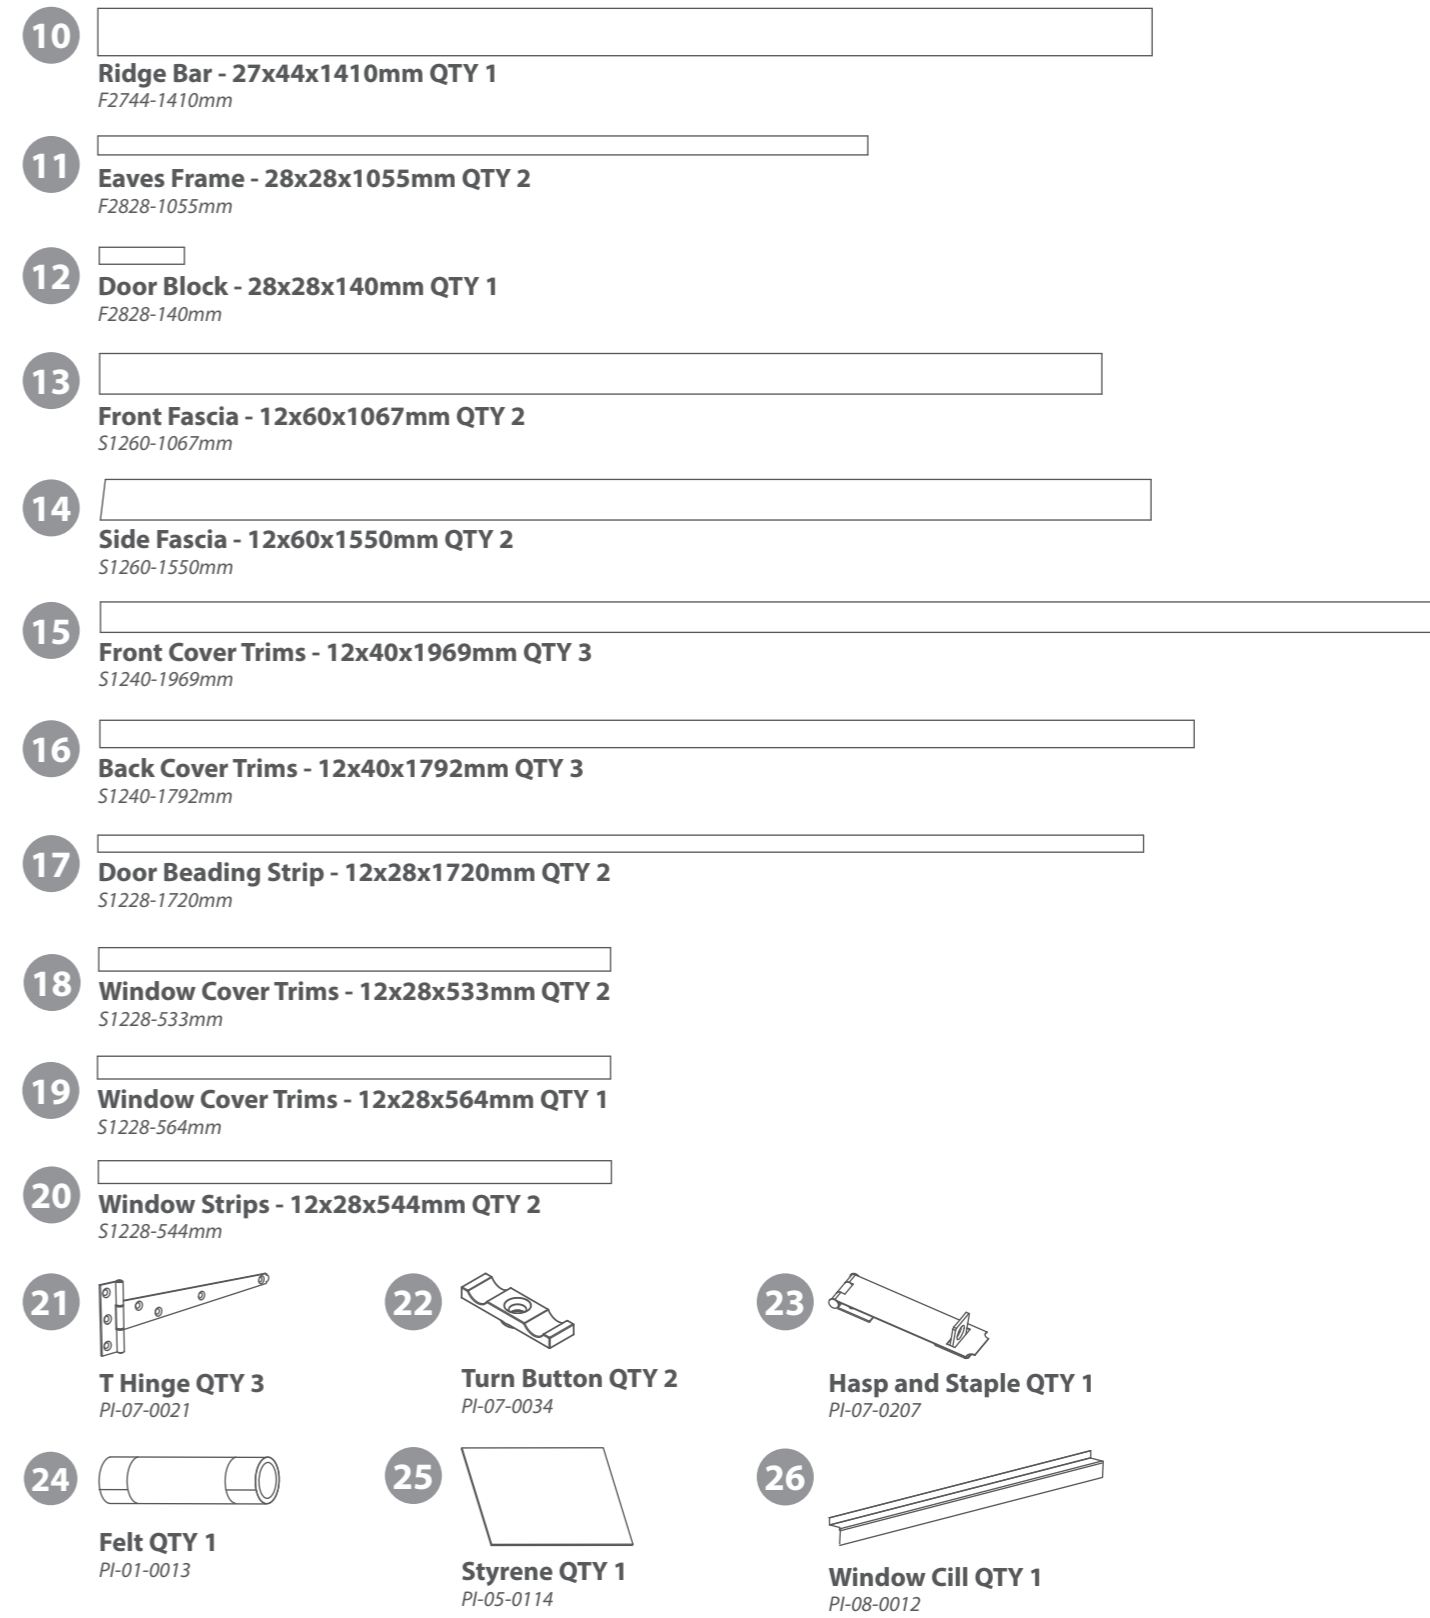 10
Ridge Bar - 27x44x1410mm QTY 1
F2744-1410mm
11
Eaves Frame - 28x28x1055mm QTY 2
F2828-1055mm
12
Door Block - 28x28x140mm QTY 1
F2828-140mm
13
Front Fascia - 12x60x1067mm QTY 2
S1260-1067mm
14
Side Fascia - 12x60x1550mm QTY 2
S1260-1550mm
15
Front Cover Trims - 12x40x1969mm QTY 3
S1240-1969mm
16
Back Cover Trims - 12x40x1792mm QTY 3
S1240-1792mm
17
Door Beading Strip - 12x28x1720mm QTY 2
S1228-1720mm
18
Window Cover Trims - 12x28x533mm QTY 2
S1228-533mm
19
Window Cover Trims - 12x28x564mm QTY 1
S1228-564mm
20
Window Strips - 12x28x544mm QTY 2
S1228-544mm
21
T Hinge QTY 3
PI-07-0021
22
Turn Button QTY 2
PI-07-0034
23
Hasp and Staple QTY 1
PI-07-0207
24
Felt QTY 1
PI-01-0013
25
Styrene QTY 1
PI-05-0114
26
Window Cill QTY 1
PI-08-0012